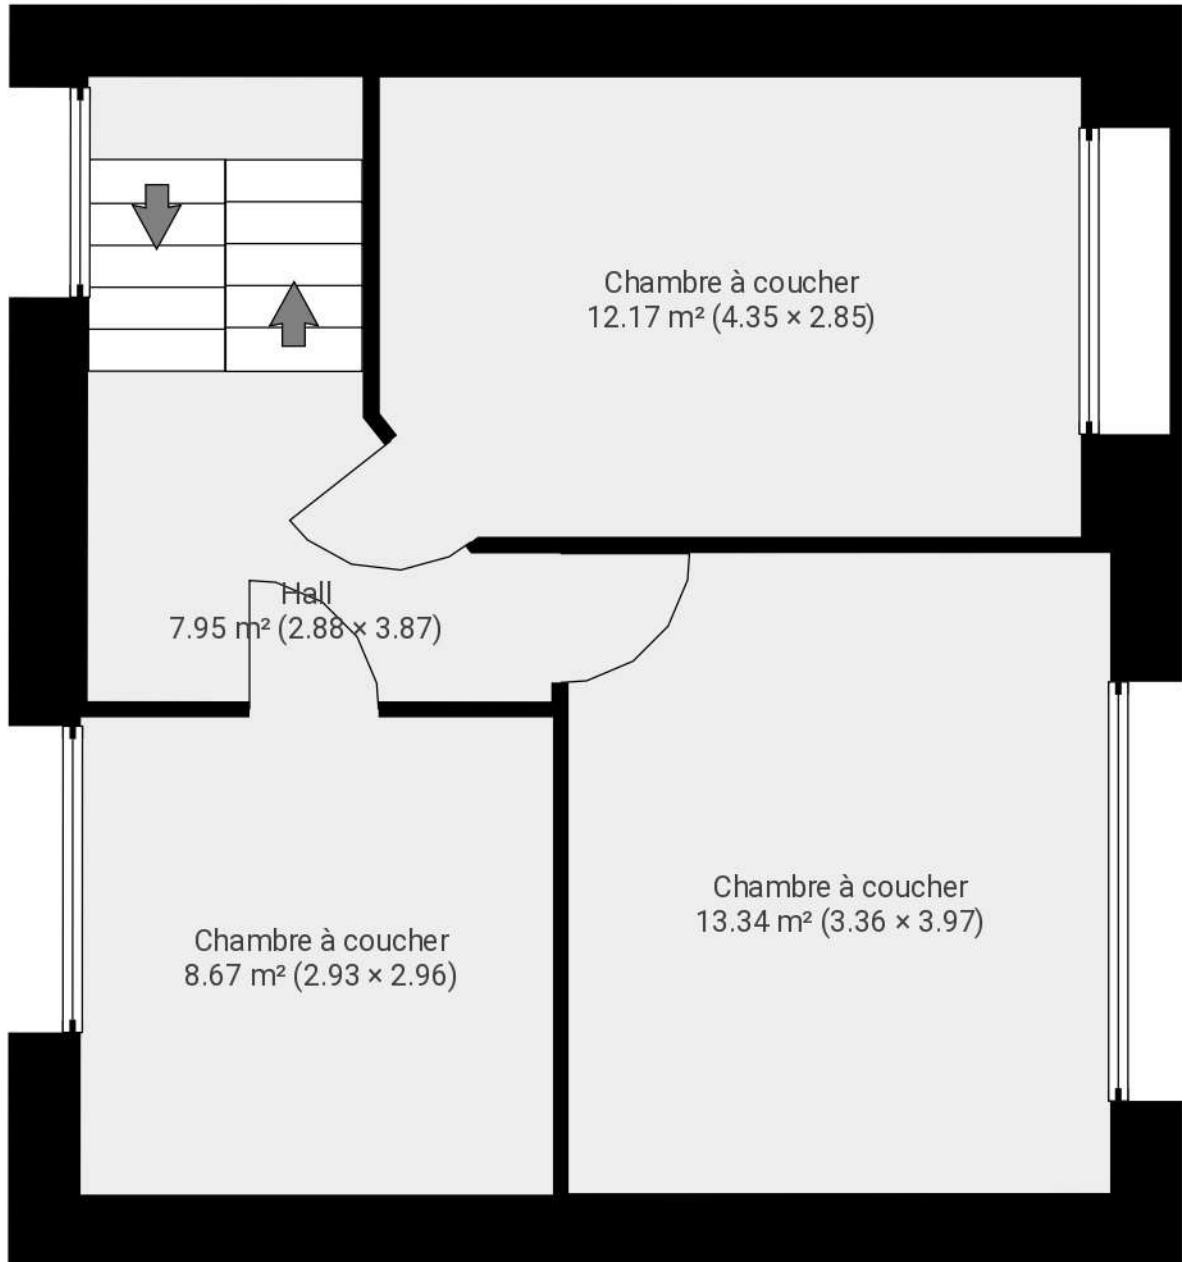 Chambre à coucher
12.17 m² (4.35 × 2.85)
Hall
7.95 m² (2.88 × 3.87)
Chambre à coucher
13.34 m² (3.36 × 3.97)
Chambre à coucher
8.67 m² (2.93 × 2.96)